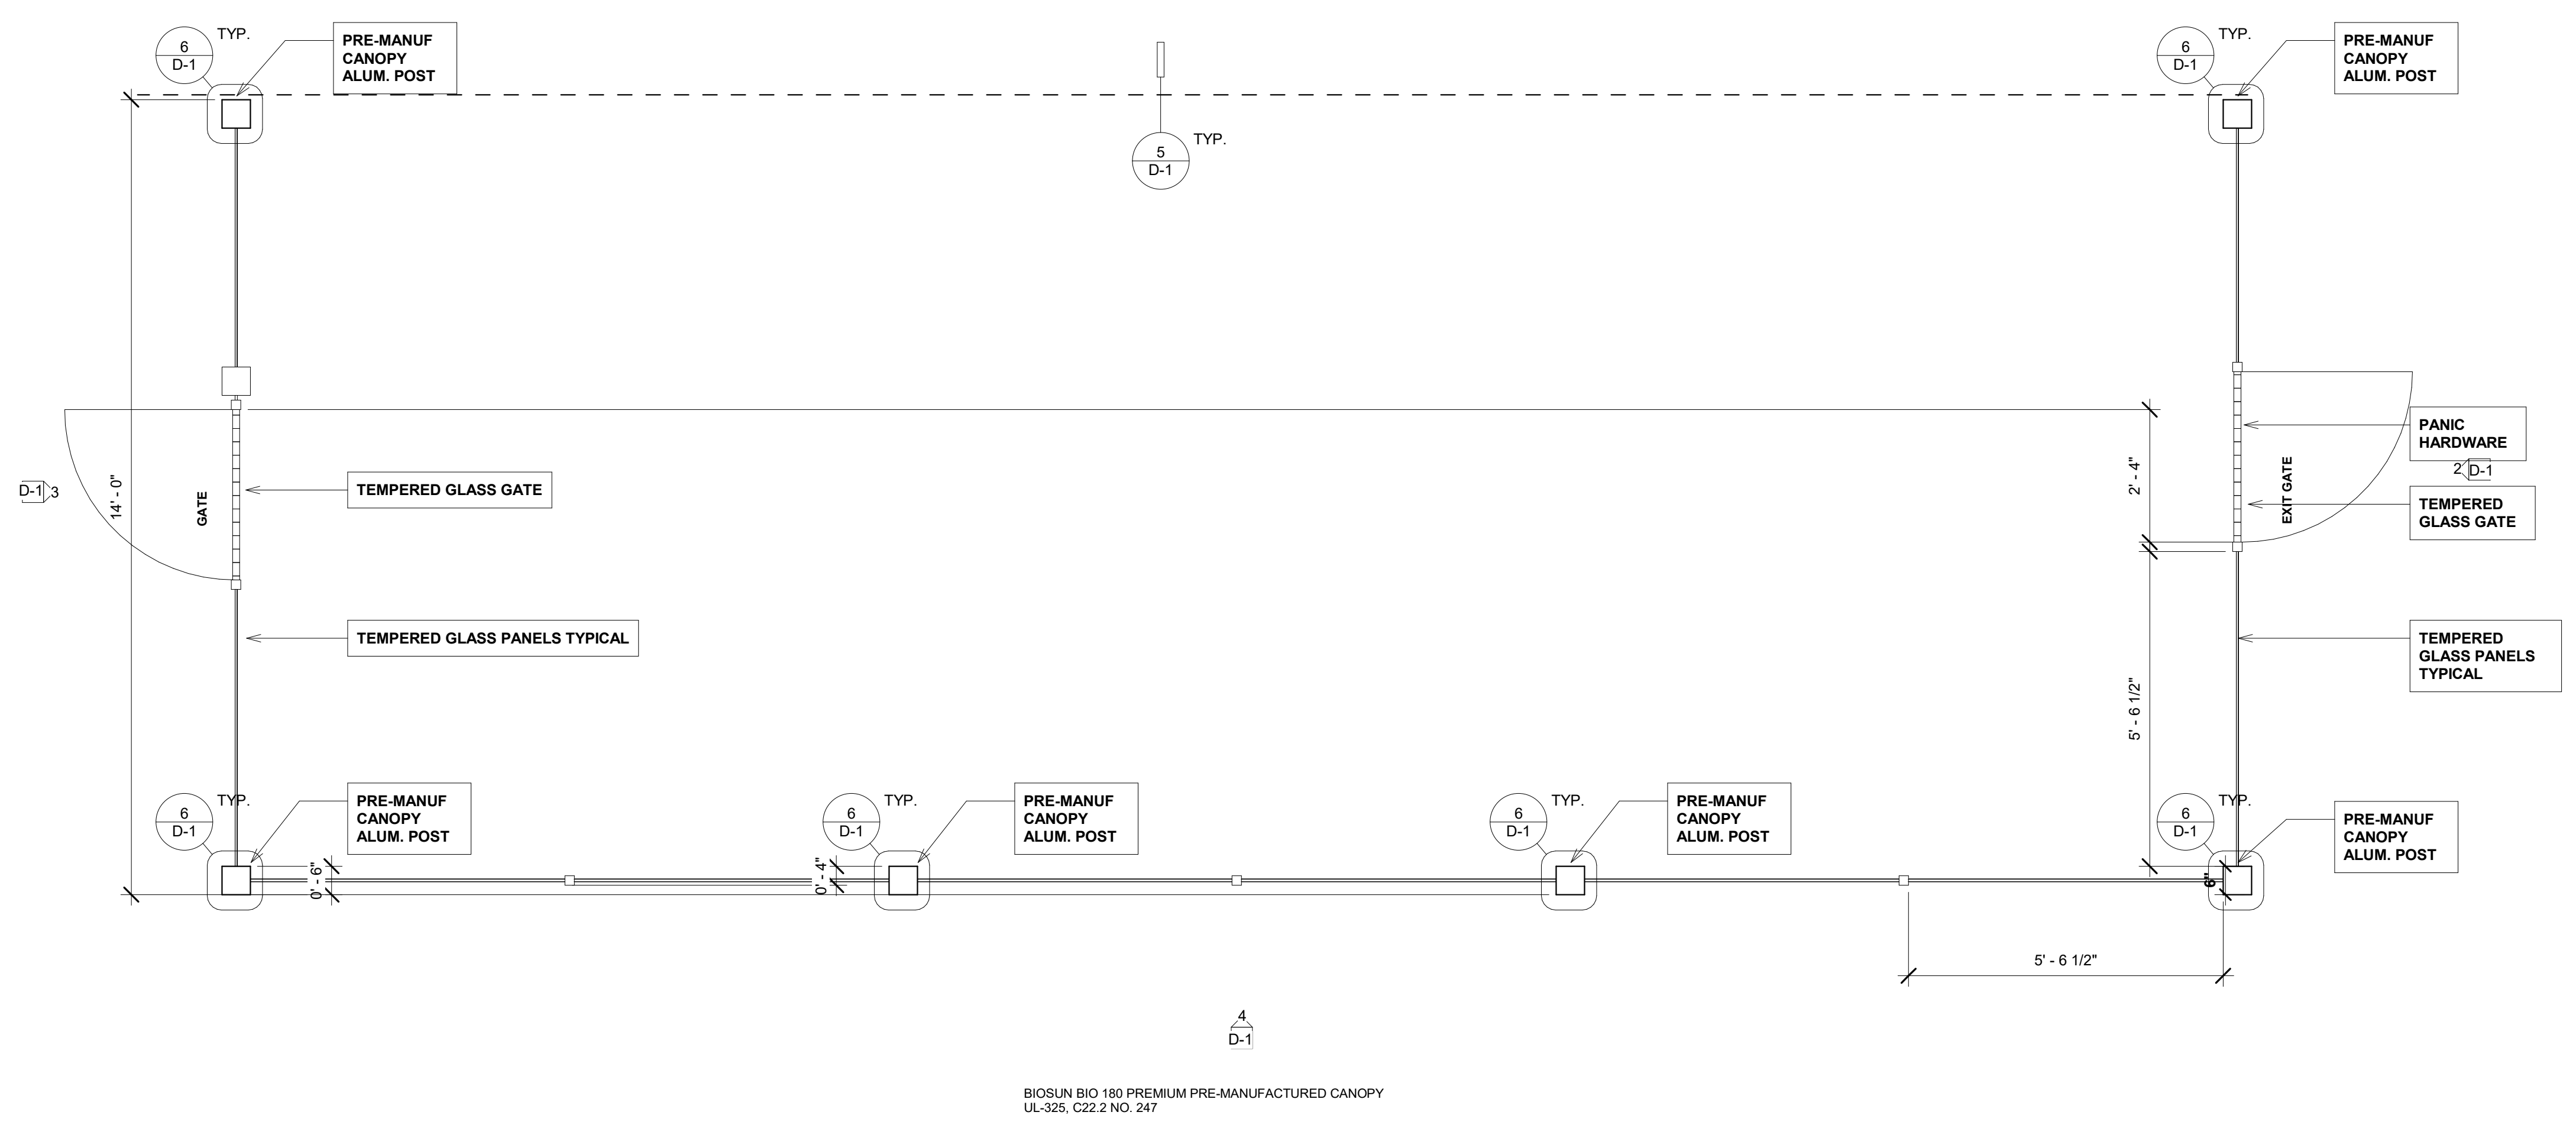 6
D-1
TYP.
PRE-MANUF
CANOPY
ALUM. POST
5
D-1
TYP.
6
D-1
TYP.
PRE-MANUF
CANOPY
ALUM. POST
14' - 0"
D-1 3
GATE
TEMPERED GLASS GATE
TEMPERED GLASS PANELS TYPICAL
2' - 4"
5' - 6 1/2"
EXIT GATE
PANIC
HARDWARE
2 D-1
TEMPERED
GLASS GATE
TEMPERED
GLASS PANELS
TYPICAL
6
D-1
TYP.
PRE-MANUF
CANOPY
ALUM. POST
0' - 6"
0' - 4"
6
D-1
TYP.
PRE-MANUF
CANOPY
ALUM. POST
6
D-1
TYP.
PRE-MANUF
CANOPY
ALUM. POST
6
D-1
TYP.
PRE-MANUF
CANOPY
ALUM. POST
6"
5' - 6 1/2"
4
D-1
BIOSUN BIO 180 PREMIUM PRE-MANUFACTURED CANOPY
UL-325, C22.2 NO. 247